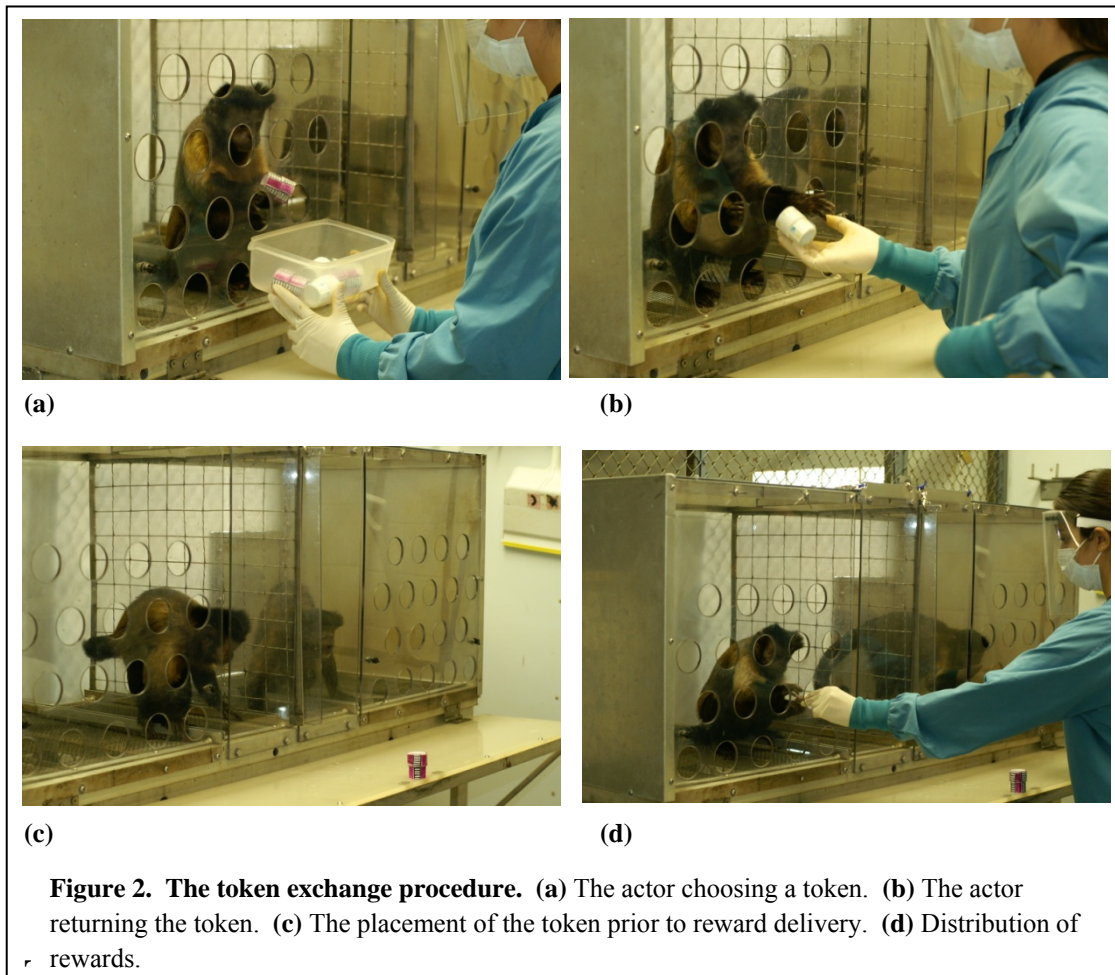 (a)
(b)
(c)
(d)
Figure 2. The token exchange procedure. (a) The actor choosing a token. (b) The actor
returning the token. (c) The placement of the token prior to reward delivery. (d) Distribution of
rewards.